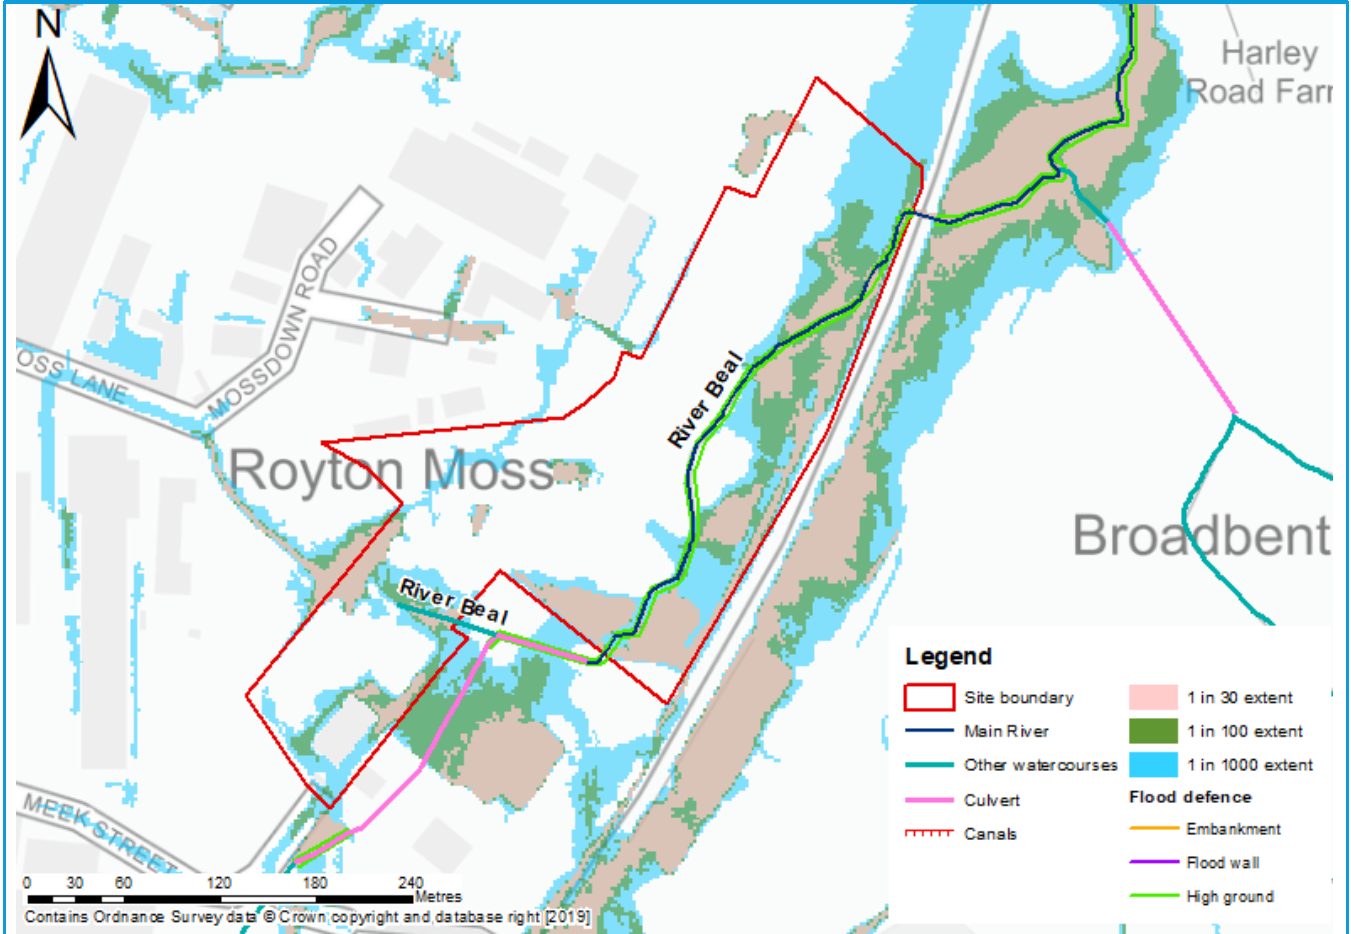 N
Harley
Road Farr
MOSSDOWN ROAD
OSS LANE
River Beal
Royton Moss
Broadbent
River Beal
MEEK STREET
Legend
Site boundary
Main River
Other watercourses
Culvert
Canals
1 in 30 extent
1 in 100 extent
1 in 1000 extent
Flood defence
Embankment
Flood wall
High ground
0 30 60 120 180 240
Metres
Contains Ordnance Survey data © Crown copyright and database right [2019]